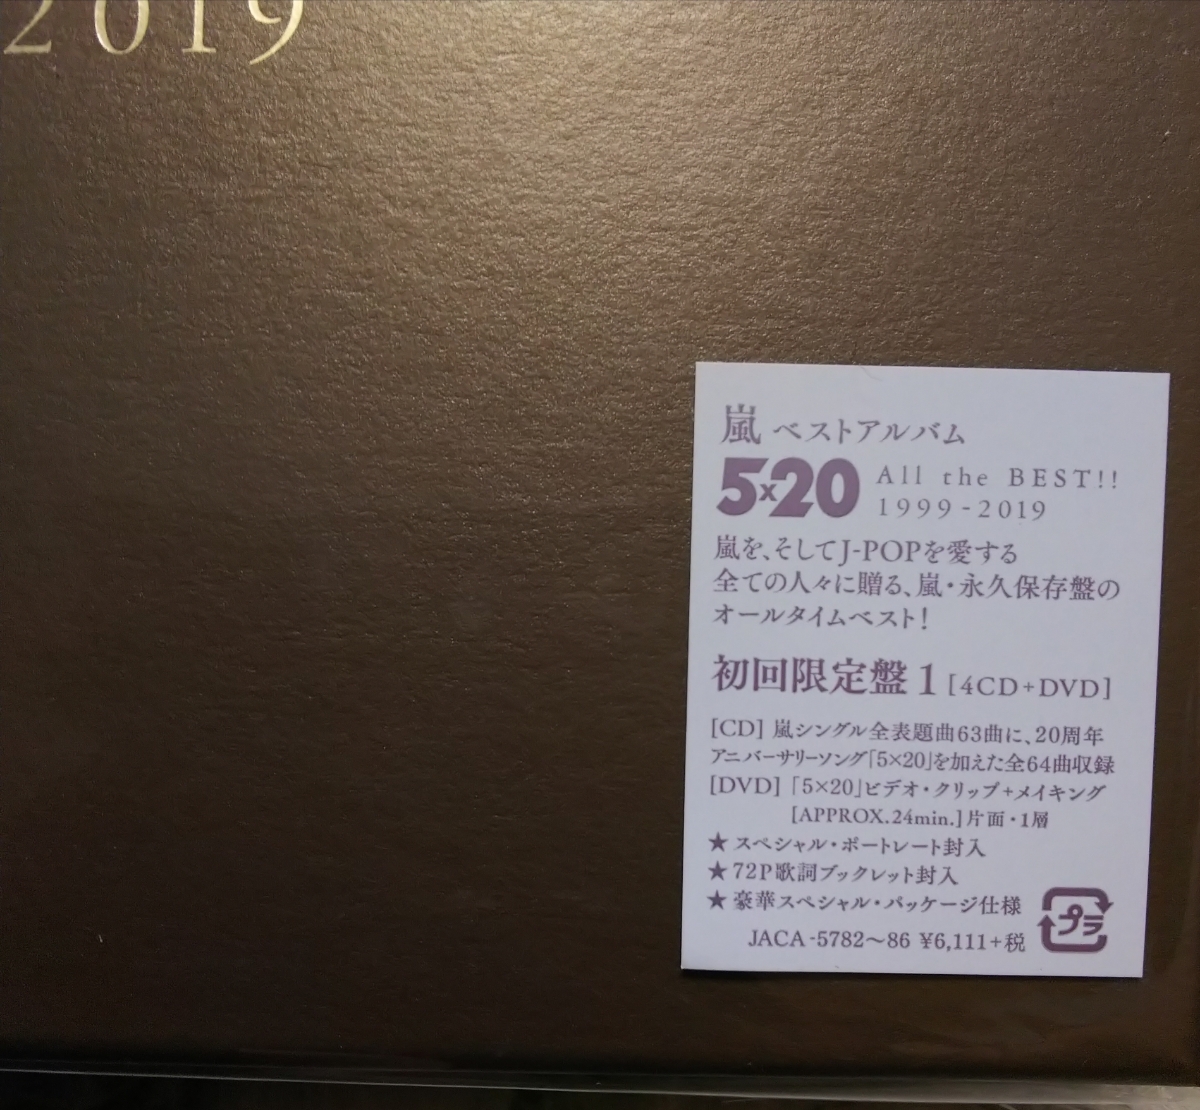 2019
嵐 ベストアルバム
5×20 All the BEST!!
1999-2019
嵐を、そしてJ-POPを愛する
全ての人々に贈る、嵐・永久保存盤の
オールタイムベスト!
初回限定盤 1 [4CD+DVD]
[CD] 嵐シングル全表題曲63曲に、20周年
アニバーサリーソング「5×20」を加えた全64曲収録
[DVD] 「5×20」ビデオ・クリップ+メイキング
[APPROX.24min.] 片面・1層
★ スペシャル・ポートレート封入
★ 72P歌詞ブックレット封入
★ 豪華スペシャル・パッケージ仕様
プラ
JACA-5782〜86 ¥6,111+税